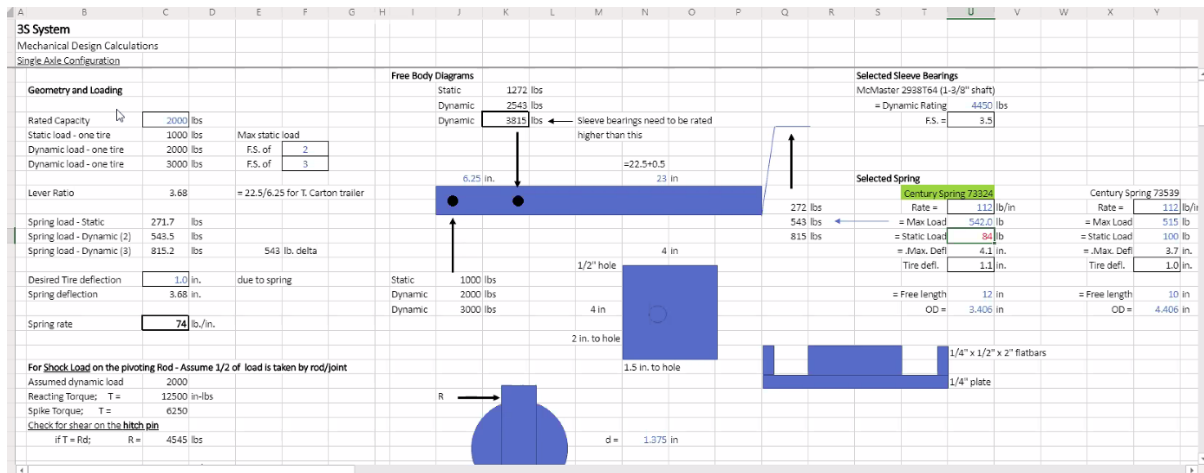 A B C D E F G H I J K L M N O P Q R S T U V W X Y
3S System
Mechanical Design Calculations
Single Axle Configuration
Free Body Diagrams Selected Sleeve Bearings
Geometry and Loading Static 1272 lbs McMaster 2938T64 (1-3/8" shaft)
Dynamic 2543 lbs = Dynamic Rating 4450 lbs
Rated Capacity 2000 lbs Dynamic 3815 lbs Sleeve bearings need to be rated F.S. = 3.5
Static load - one tire 1000 lbs Max static load higher than this
Dynamic load - one tire 2000 lbs F.S. of 2
Dynamic load - one tire 3000 lbs F.S. of 3 =22.5+0.5
6.25 in. 23 in Selected Spring
Lever Ratio 3.68 = 22.5/6.25 for T. Carton trailer Century Spring 73324 Century Spring 73539
272 lbs Rate = 112 lb/in Rate = 112 lb/in
Spring load - Static 271.7 lbs 543 lbs = Max Load 542.0 lb = Max Load 515 lb
Spring load - Dynamic (2) 543.5 lbs 815 lbs = Static Load 84 lb = Static Load 100 lb
Spring load - Dynamic (3) 815.2 lbs 543 lb. delta 4 in = .Max. Defl 4.1 in. = .Max. Defl 3.7 in.
1/2" hole Tire defl. 1.1 in. Tire defl. 1.0 in.
Desired Tire deflection 1.0 in. due to spring Static 1000 lbs
Spring deflection 3.68 in. Dynamic 2000 lbs = Free length 12 in = Free length 10 in
Dynamic 3000 lbs 4 in OD = 3.406 in OD = 4.406 in
Spring rate 74 lb./in.
2 in. to hole
1/4" x 1/2" x 2" flatbars
For Shock Load on the pivoting Rod - Assume 1/2 of load is taken by rod/joint 1.5 in. to hole
Assumed dynamic load 2000 1/4" plate
Reacting Torque; T = 12500 in-lbs R
Spike Torque; T = 6250
Check for shear on the hitch pin
if T = Rd; R = 4545 lbs d = 1.375 in